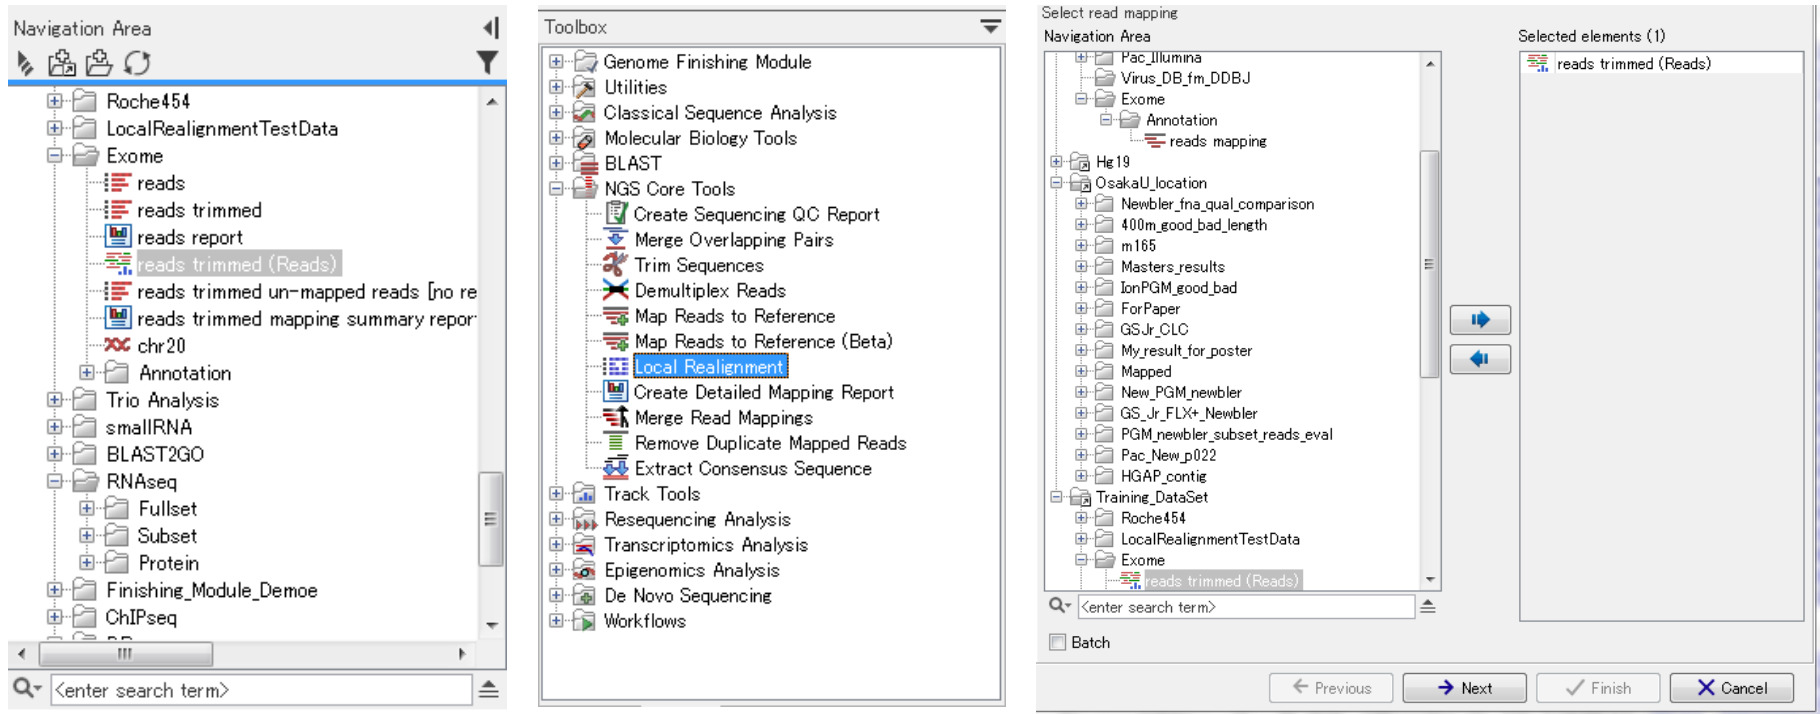 Navigation Area
Roche454
LocalRealignmentTestData
Exome
reads
reads trimmed
reads report
reads trimmed (Reads)
reads trimmed un-mapped reads [no re
reads trimmed mapping summary repor
chr20
Annotation
Trio Analysis
smallRNA
BLAST2GO
RNAseq
Fullset
Subset
Protein
Finishing_Module_Demoe
ChIPseq
<enter search term>
Toolbox
Genome Finishing Module
Utilities
Classical Sequence Analysis
Molecular Biology Tools
BLAST
NGS Core Tools
Create Sequencing QC Report
Merge Overlapping Pairs
Trim Sequences
Demultiplex Reads
Map Reads to Reference
Map Reads to Reference (Beta)
Local Realignment
Create Detailed Mapping Report
Merge Read Mappings
Remove Duplicate Mapped Reads
Extract Consensus Sequence
Track Tools
Resequencing Analysis
Transcriptomics Analysis
Epigenomics Analysis
De Novo Sequencing
Workflows
Select read mapping
Navigation Area
Pac_Illumina
Virus_DB_fm_DDBJ
Exome
Annotation
reads mapping
Hg19
OsakaU_location
Newbler_fna_qual_comparison
400m_good_bad_length
m165
Masters_results
IonPGM_good_bad
ForPaper
GSJr_CLC
My_result_for_poster
Mapped
New_PGM_newbler
GS_Jr_FLX+_Newbler
PGM_newbler_subset_reads_eval
Pac_New_p022
HGAP_contig
Training_DataSet
Roche454
LocalRealignmentTestData
Exome
reads trimmed (Reads)
<enter search term>
Batch
Selected elements (1)
reads trimmed (Reads)
Previous
Next
Finish
Cancel